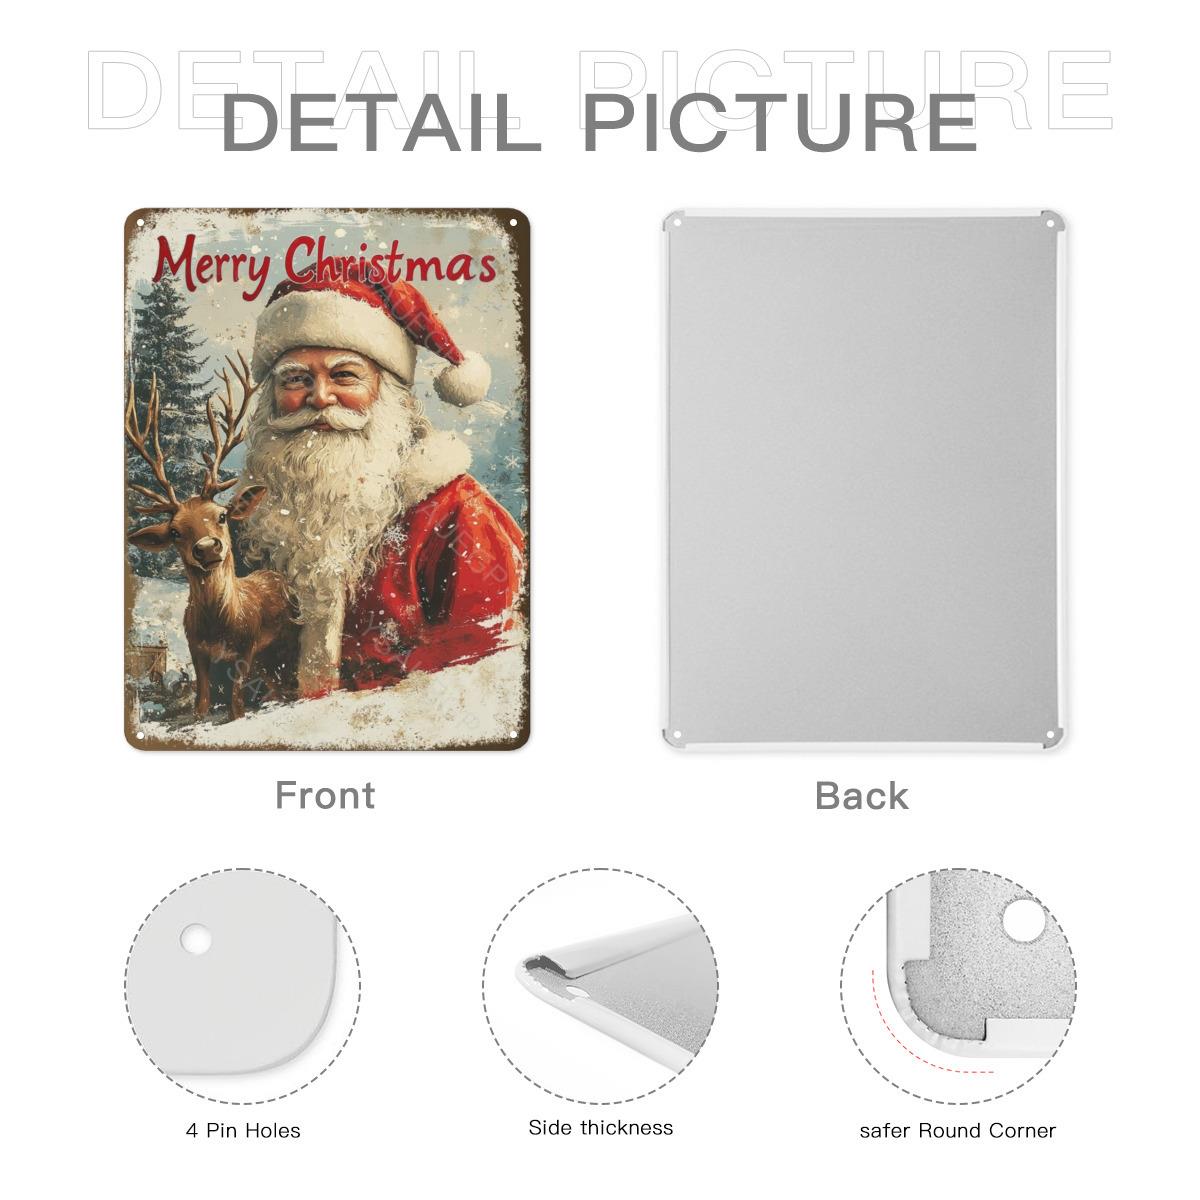 DETAIL PICTURE
DETAIL PICTURE
Merry Christmas
Front
Back
4 Pin Holes
Side thickness
safer Round Corner